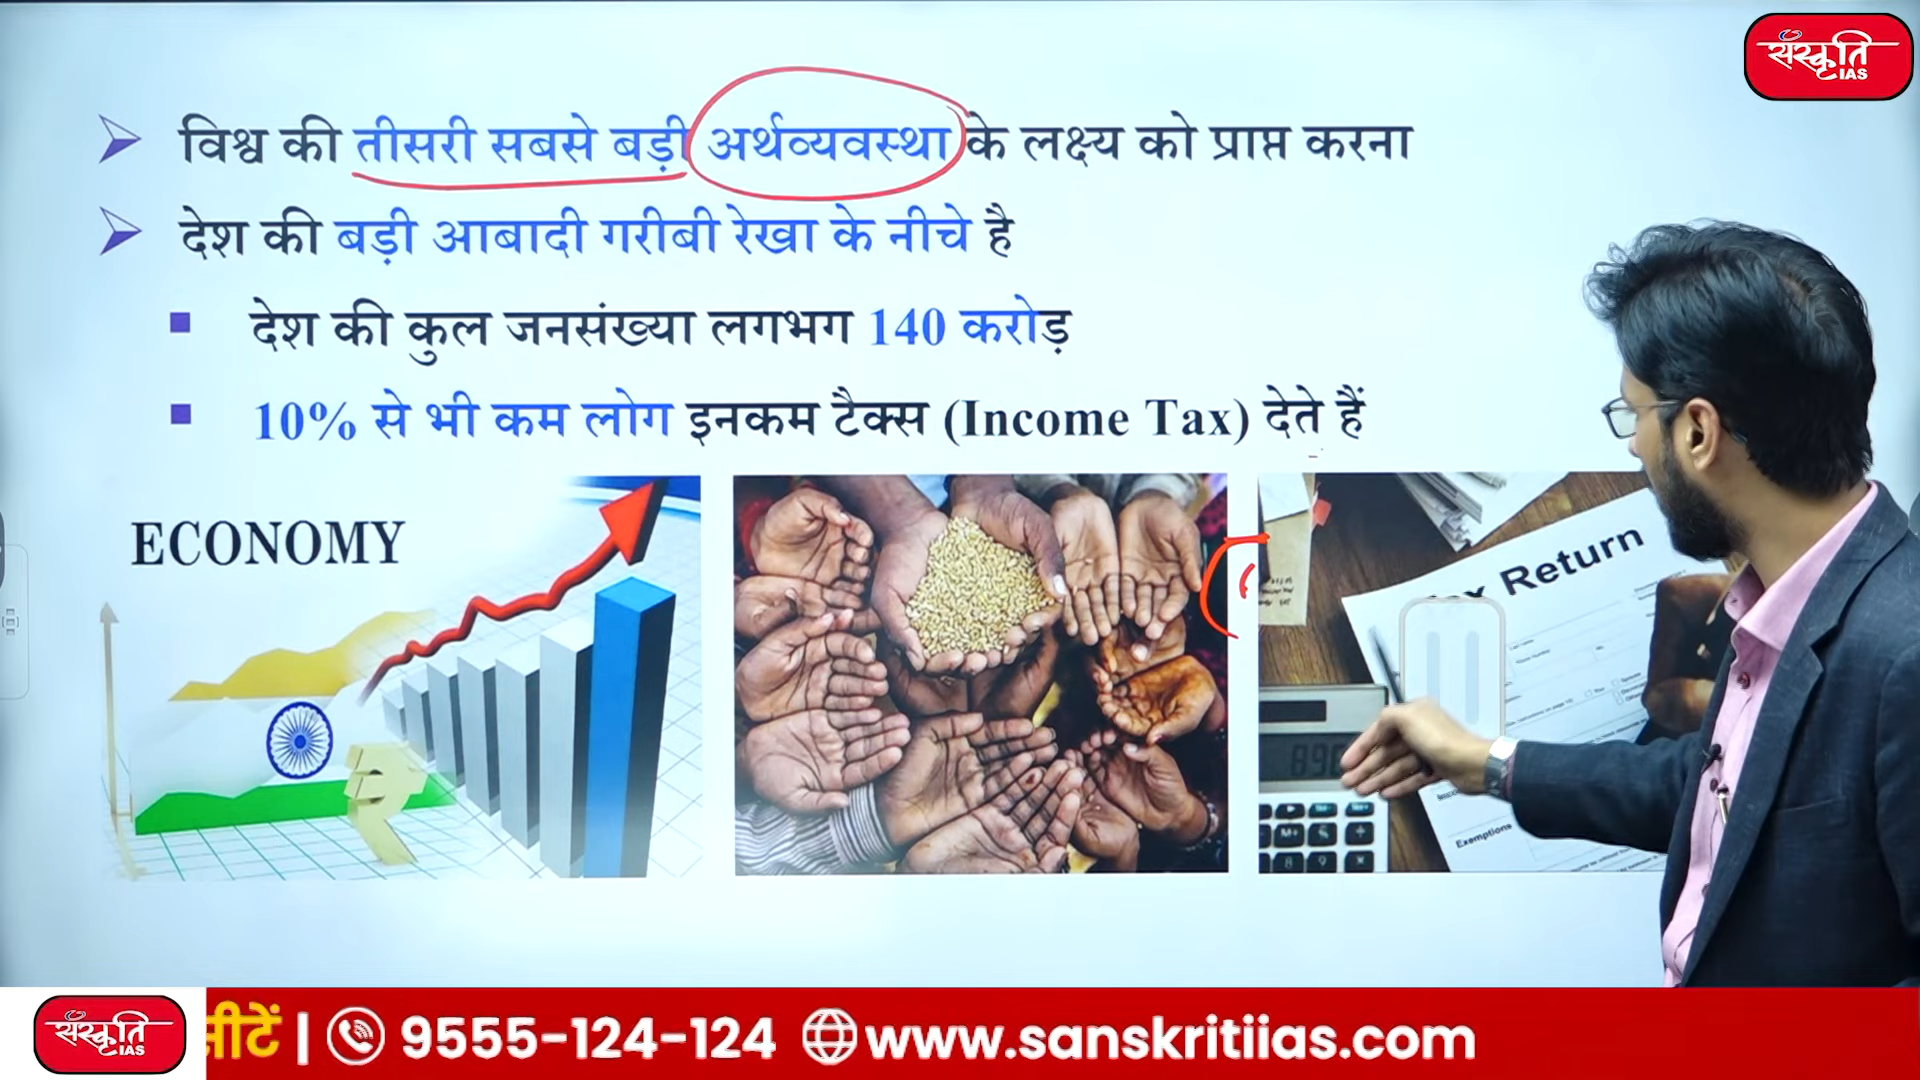 संस्कृति
IAS
विश्व की तीसरी सबसे बड़ी अर्थव्यवस्था के लक्ष्य को प्राप्त करना
देश की बड़ी आबादी गरीबी रेखा के नीचे है
देश की कुल जनसंख्या लगभग 140 करोड़
10% से भी कम लोग इनकम टैक्स (Income Tax) देते हैं
ECONOMY
Return
Exemptions
संस्कृति
IAS
सीटें | 9555-124-124 www.sanskritiias.com